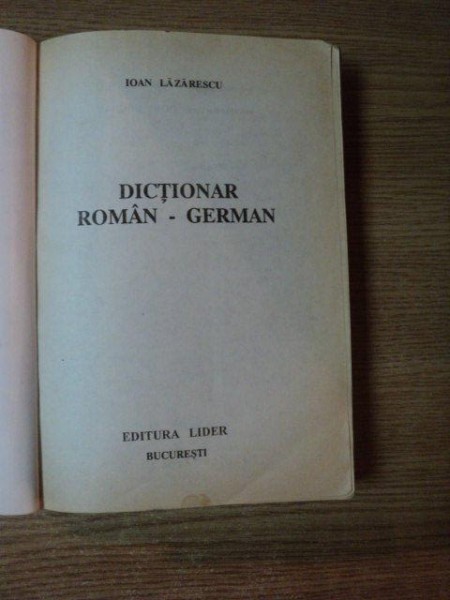 IOAN LĂZĂRESCU
DICȚIONAR
ROMÂN - GERMAN
EDITURA LIDER
BUCUREȘTI